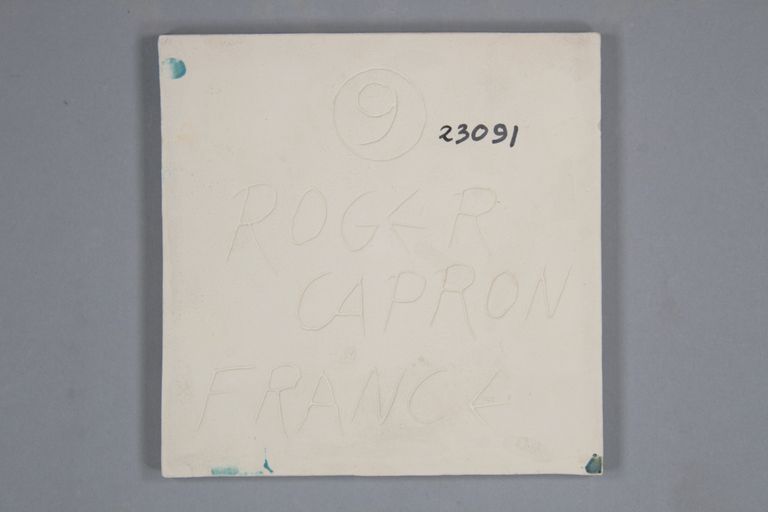 9 23091
ROGER
CAPRON
FRANCE